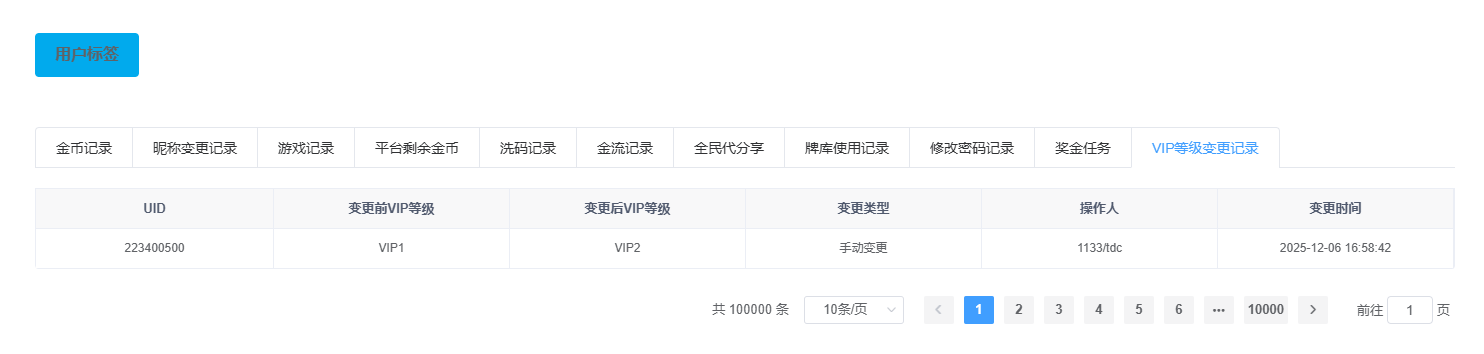 用户标签
金币记录 昵称变更记录 游戏记录 平台剩余金币 洗码记录 金流记录 全民代分享 牌库使用记录 修改密码记录 奖金任务 VIP等级变更记录
UID 变更前VIP等级 变更后VIP等级 变更类型 操作人 变更时间
223400500 VIP1 VIP2 手动变更 1133/tdc 2025-12-06 16:58:42
共 100000 条 10条/页 1 2 3 4 5 6 ··· 10000 前往 1 页